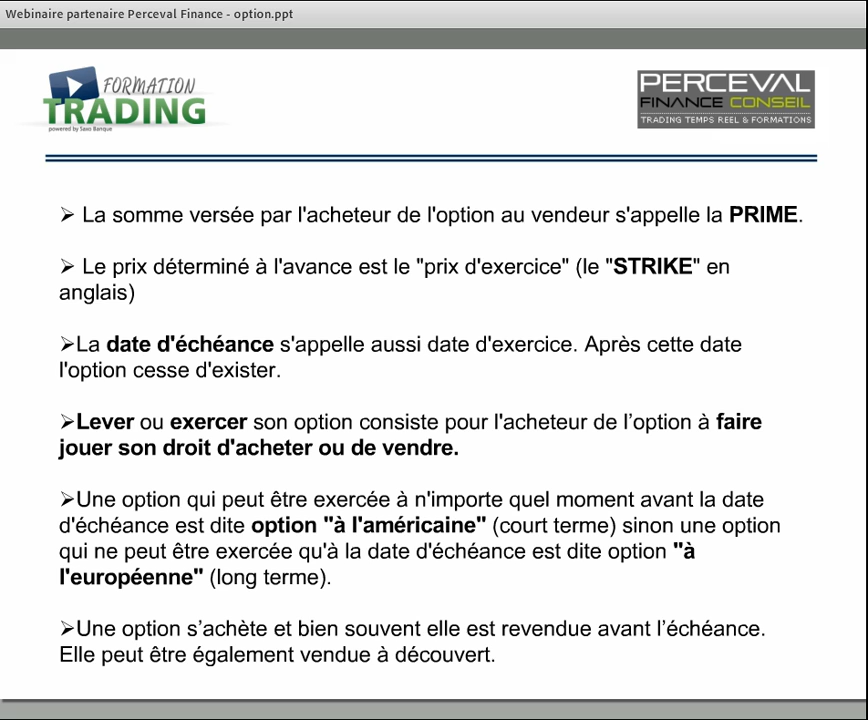 Webinaire partenaire Perceval Finance - option.ppt
FORMATION
TRADING
powered by Saxo Banque
PERCEVAL
FINANCE CONSEIL
TRADING TEMPS REEL & FORMATIONS
➢ La somme versée par l'acheteur de l'option au vendeur s'appelle la PRIME.
➢ Le prix déterminé à l'avance est le "prix d'exercice" (le "STRIKE" en
anglais)
➢La date d'échéance s'appelle aussi date d'exercice. Après cette date
l'option cesse d'exister.
➢Lever ou exercer son option consiste pour l'acheteur de l’option à faire
jouer son droit d'acheter ou de vendre.
➢Une option qui peut être exercée à n'importe quel moment avant la date
d'échéance est dite option "à l'américaine" (court terme) sinon une option
qui ne peut être exercée qu'à la date d'échéance est dite option "à
l'européenne" (long terme).
➢Une option s’achète et bien souvent elle est revendue avant l’échéance.
Elle peut être également vendue à découvert.